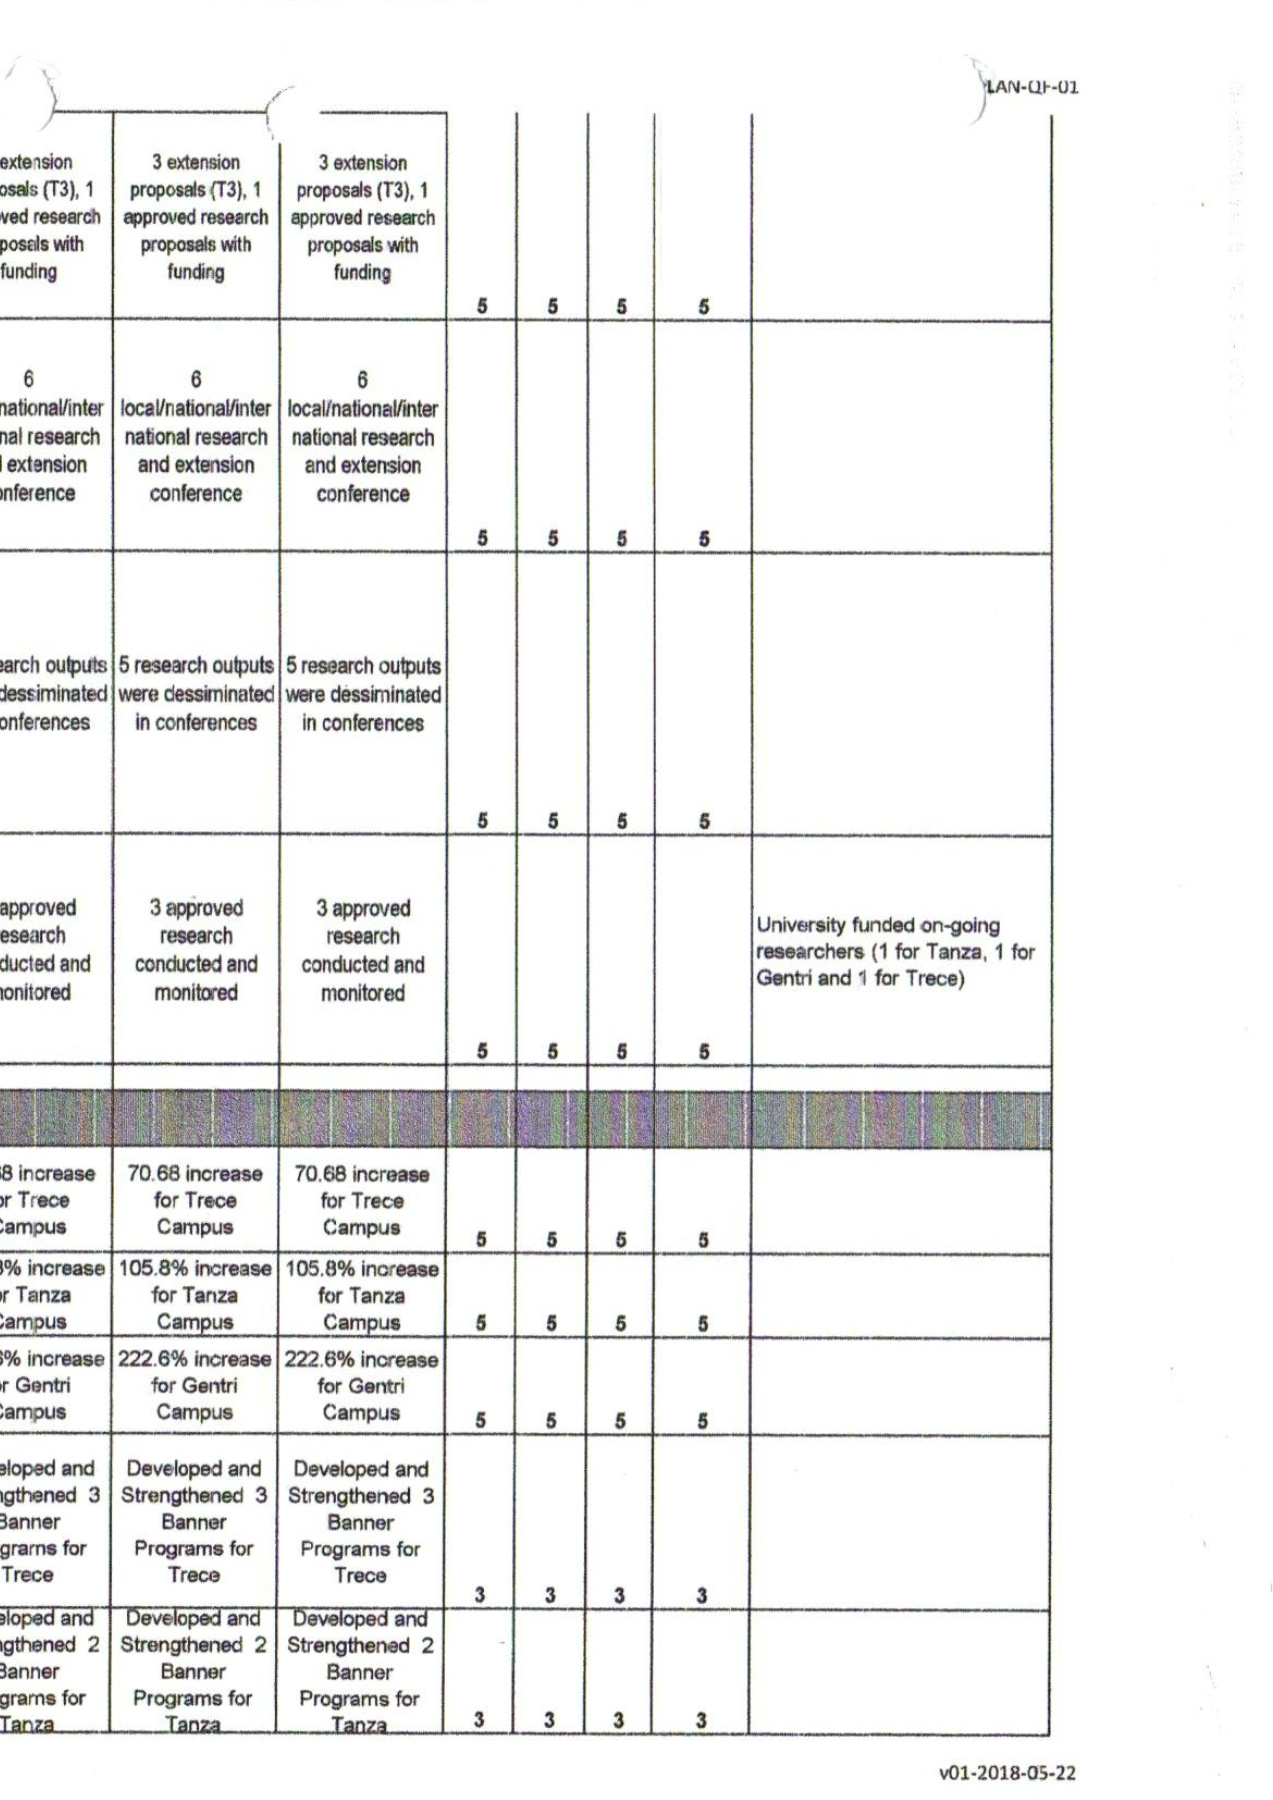 LAN-QF-01
extension 3 extension 3 extension
osals (T3), 1 proposals (T3), 1 proposals (T3), 1
ved research approved research approved research
posals with proposals with proposals with
funding funding funding
5 5 5 5
6 6 6
national/inter local/national/inter local/national/inter
nal research national research national research
extension and extension and extension
onference conference conference
5 5 5 5
earch outputs 5 research outputs 5 research outputs
dessiminated were dessiminated were dessiminated
onferences in conferences in conferences
5 5 5 5
approved 3 approved 3 approved
esearch research research
ducted and conducted and conducted and
onitored monitored monitored
University funded on-going
researchers (1 for Tanza, 1 for
Gentri and 1 for Trece)
5 5 5 5
8 increase 70.68 increase 70.68 increase
or Trece for Trece for Trece
Campus Campus Campus
5 5 5 5
% increase 105.8% increase 105.8% increase
r Tanza for Tanza for Tanza
Campus Campus Campus
5 5 5 5
% increase 222.6% increase 222.6% increase
r Gentri for Gentri for Gentri
Campus Campus Campus
5 5 5 5
eloped and Developed and Developed and
ngthened 3 Strengthened 3 Strengthened 3
Banner Banner Banner
grams for Programs for Programs for
Trece Trece Trece
3 3 3 3
eloped and Developed and Developed and
ngthened 2 Strengthened 2 Strengthened 2
Banner Banner Banner
grams for Programs for Programs for
Tanza Tanza Tanza
3 3 3 3
v01-2018-05-22